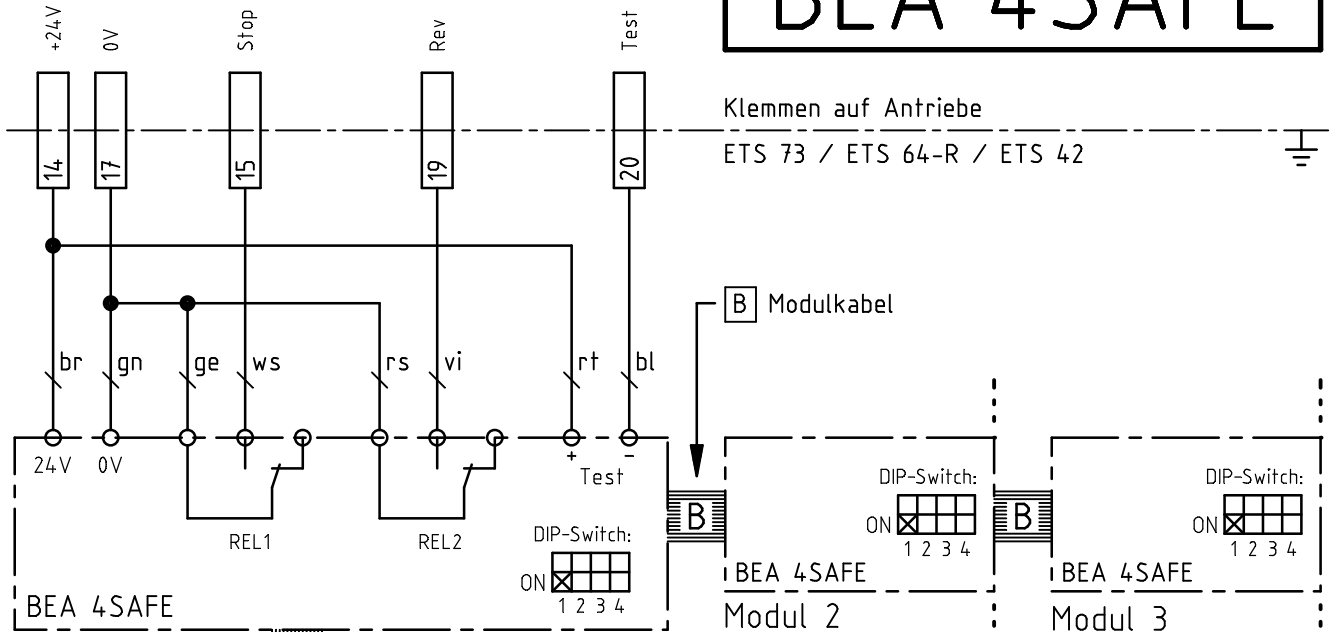 BEA 4SAFE
+24V
0V
Stop
Rev
Test
Klemmen auf Antriebe
14
17
15
19
20
ETS 73 / ETS 64-R / ETS 42
B Modulkabel
br
gn
ge
ws
rs
vi
rt
bl
24V
0V
+
-
Test
REL1
REL2
DIP-Switch:
ON
1 2 3 4
BEA 4SAFE
B
DIP-Switch:
ON
1 2 3 4
BEA 4SAFE
Modul 2
B
DIP-Switch:
ON
1 2 3 4
BEA 4SAFE
Modul 3